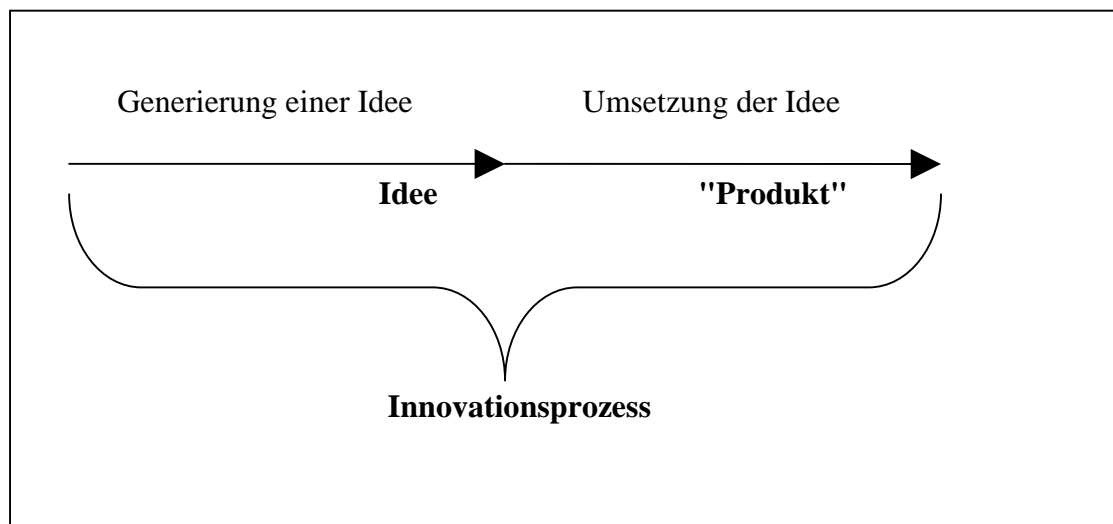 Generierung einer Idee Umsetzung der Idee
Idee "Produkt"
Innovationsprozess